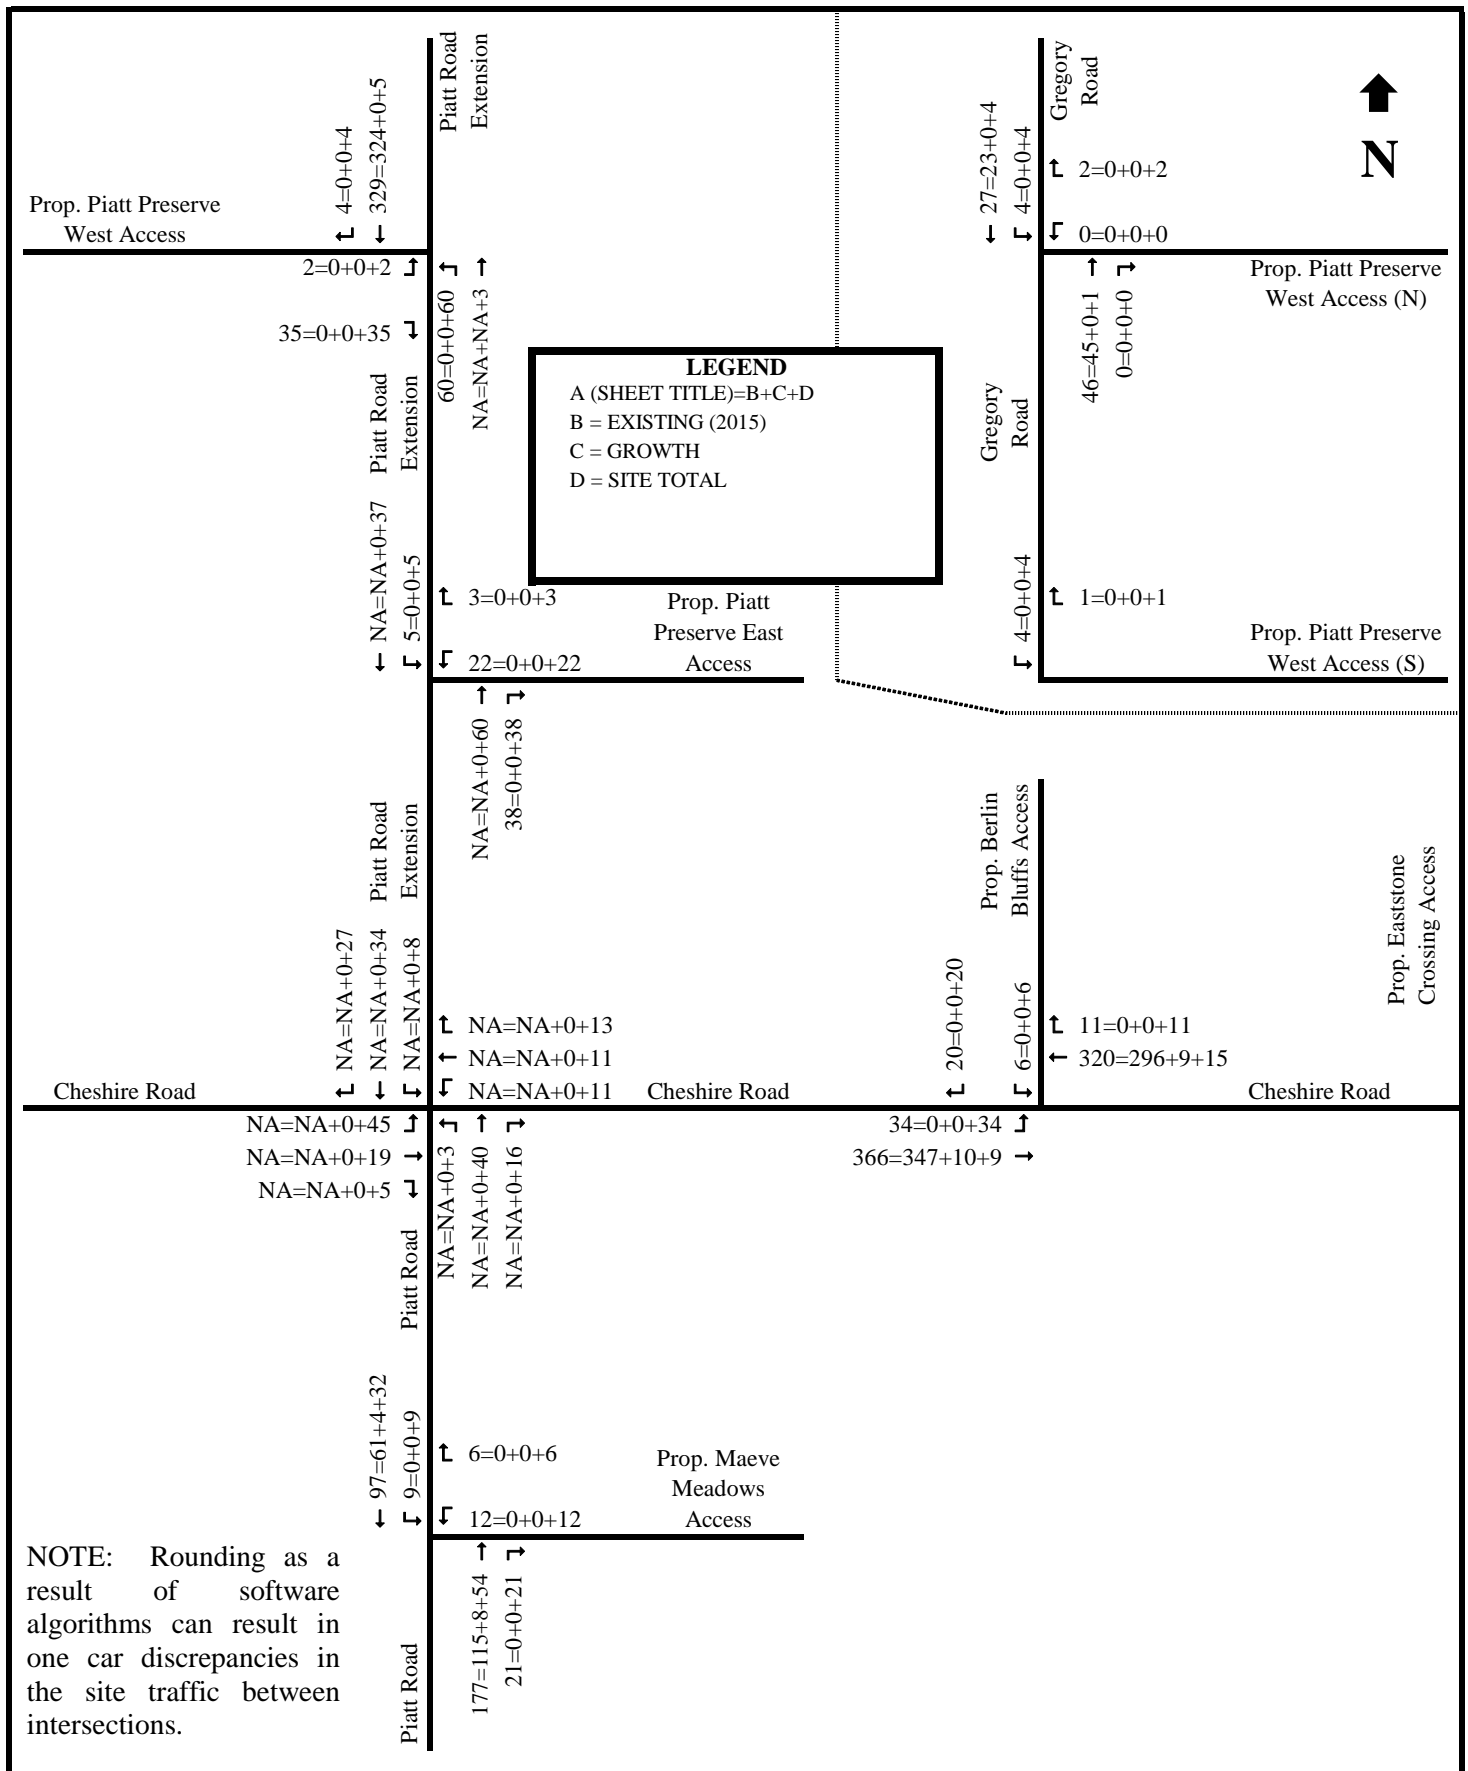 Piatt Road
Extension
4=0+0+4
329=324+0+5
Prop. Piatt Preserve
West Access
2=0+0+2
35=0+0+35
60=0+0+60
NA=NA+NA+3
Gregory
Road
N
27=23+0+4
4=0+0+4
2=0+0+2
0=0+0+0
Prop. Piatt Preserve
West Access (N)
46=45+0+1
0=0+0+0
LEGEND
A (SHEET TITLE)=B+C+D
B = EXISTING (2015)
C = GROWTH
D = SITE TOTAL
Piatt Road
Extension
NA=NA+0+37
5=0+0+5
3=0+0+3
22=0+0+22
Prop. Piatt
Preserve East
Access
NA=NA+0+60
38=0+0+38
Gregory
Road
4=0+0+4
1=0+0+1
Prop. Piatt Preserve
West Access (S)
Piatt Road
Extension
NA=NA+0+27
NA=NA+0+34
NA=NA+0+8
NA=NA+0+13
NA=NA+0+11
NA=NA+0+11
Cheshire Road
Cheshire Road
NA=NA+0+45
NA=NA+0+19
NA=NA+0+5
NA=NA+0+3
NA=NA+0+40
NA=NA+0+16
Prop. Berlin
Bluffs Access
20=0+0+20
6=0+0+6
11=0+0+11
320=296+9+15
Prop. Eaststone
Crossing Access
Cheshire Road
34=0+0+34
366=347+10+9
Piatt Road
97=61+4+32
9=0+0+9
6=0+0+6
12=0+0+12
Prop. Maeve
Meadows
Access
177=115+8+54
21=0+0+21
Piatt Road
NOTE: Rounding as a
result of software
algorithms can result in
one car discrepancies in
the site traffic between
intersections.